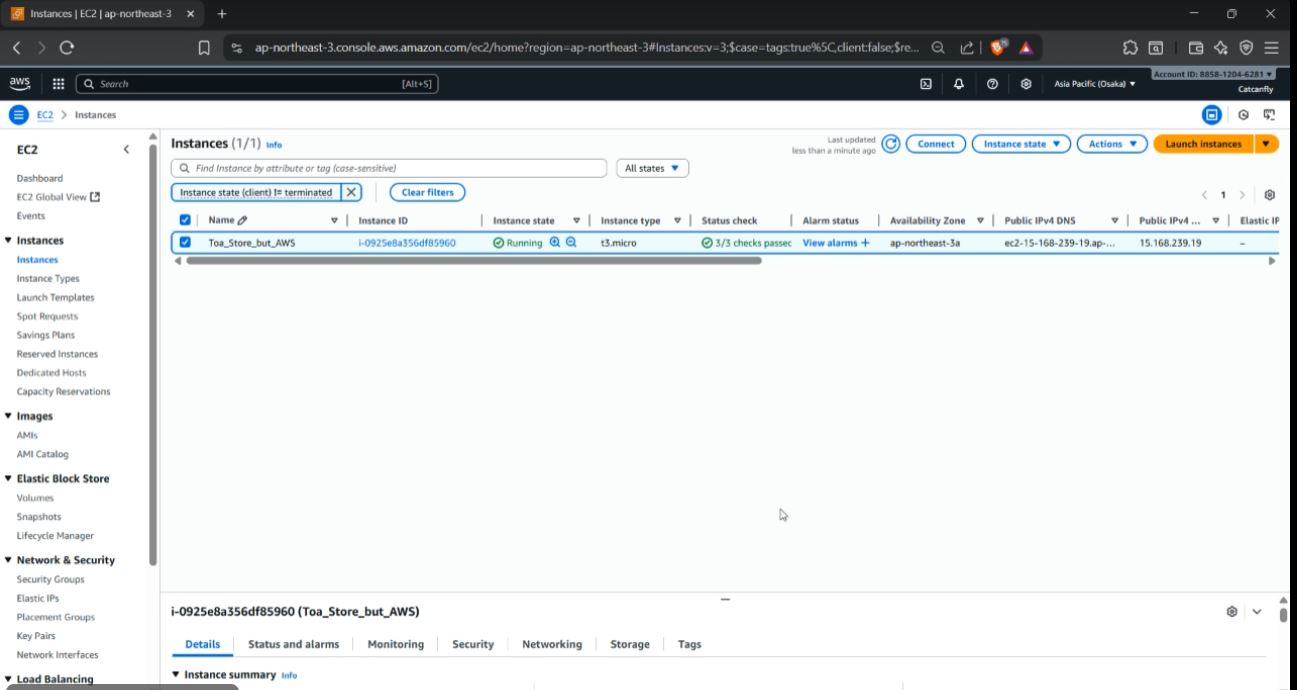 Instances | EC2 | ap-northeast-3
ap-northeast-3.console.aws.amazon.com/ec2/home?region=ap-northeast-3#Instances:v=3;$case=tags:true%5C,client:false;$re...
aws
Search [Alt+S]
Asia Pacific (Osaka)
Account ID: 8858-1204-6281
Catcanfly
EC2 > Instances
EC2
Dashboard
EC2 Global View
Events
Instances
Instances
Instance Types
Launch Templates
Spot Requests
Savings Plans
Reserved Instances
Dedicated Hosts
Capacity Reservations
Images
AMIs
AMI Catalog
Elastic Block Store
Volumes
Snapshots
Lifecycle Manager
Network & Security
Security Groups
Elastic IPs
Placement Groups
Key Pairs
Network Interfaces
Load Balancing
Instances (1/1) Info
Last updated
less than a minute ago
Connect Instance state Actions Launch instances
Find Instance by attribute or tag (case-sensitive) All states
Instance state (client) != terminated Clear filters
1
Name Instance ID Instance state Instance type Status check Alarm status Availability Zone Public IPv4 DNS Public IPv4 ... Elastic IP
Toa_Store_but_AWS i-0925e8a356df85960 Running t3.micro 3/3 checks passec View alarms + ap-northeast-3a ec2-15-168-239-19.ap-... 15.168.239.19 –
i-0925e8a356df85960 (Toa_Store_but_AWS)
Details Status and alarms Monitoring Security Networking Storage Tags
Instance summary Info